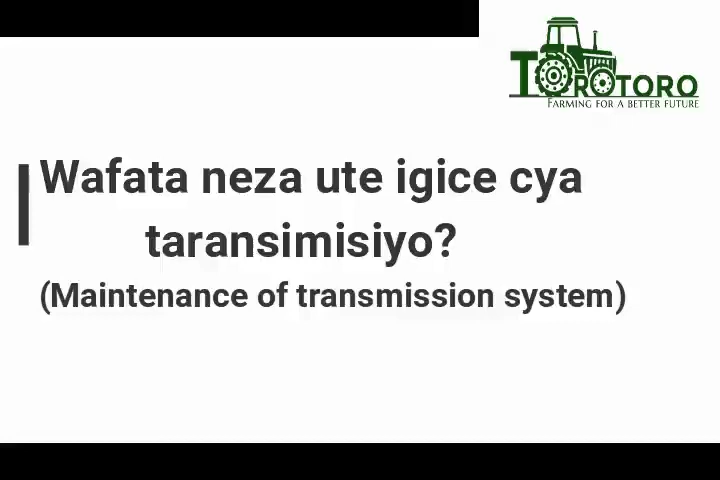 TOROTORO
FARMING FOR A BETTER FUTURE
Wafata neza ute igice cya
taransimisiyo?
(Maintenance of transmission system)